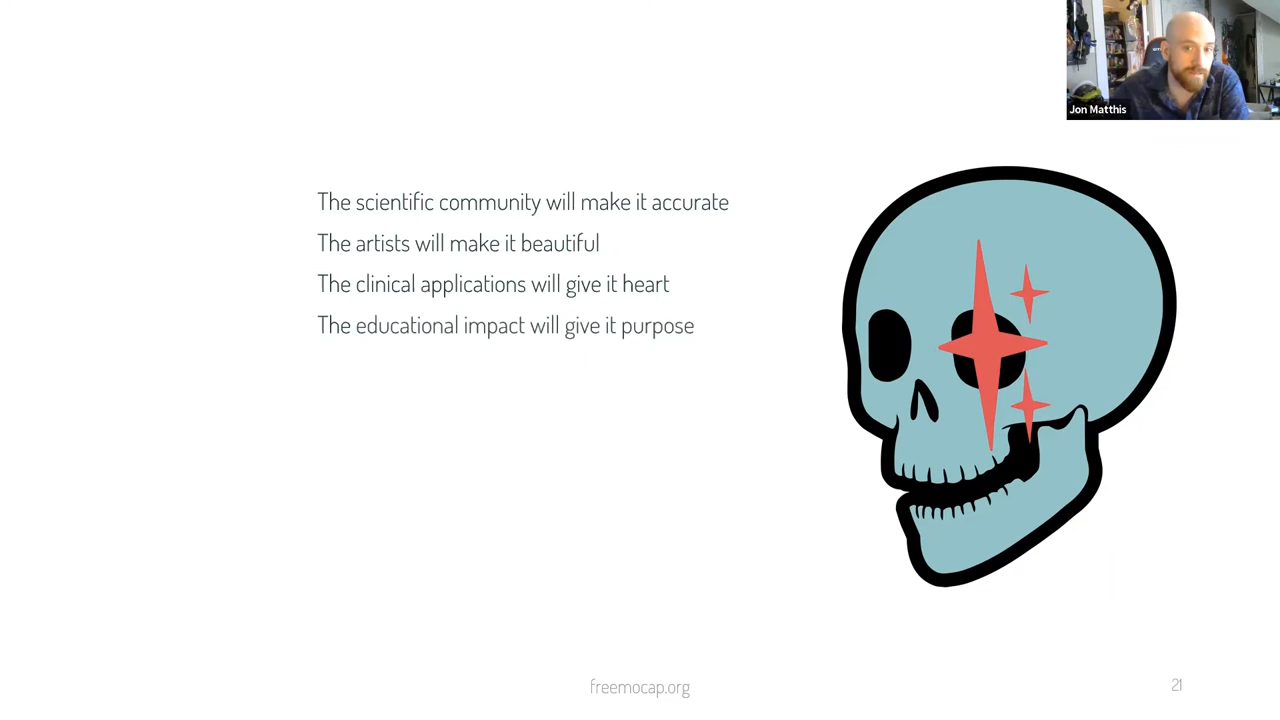 Jon Matthis
The scientific community will make it accurate
The artists will make it beautiful
The clinical applications will give it heart
The educational impact will give it purpose
freemocap.org
21